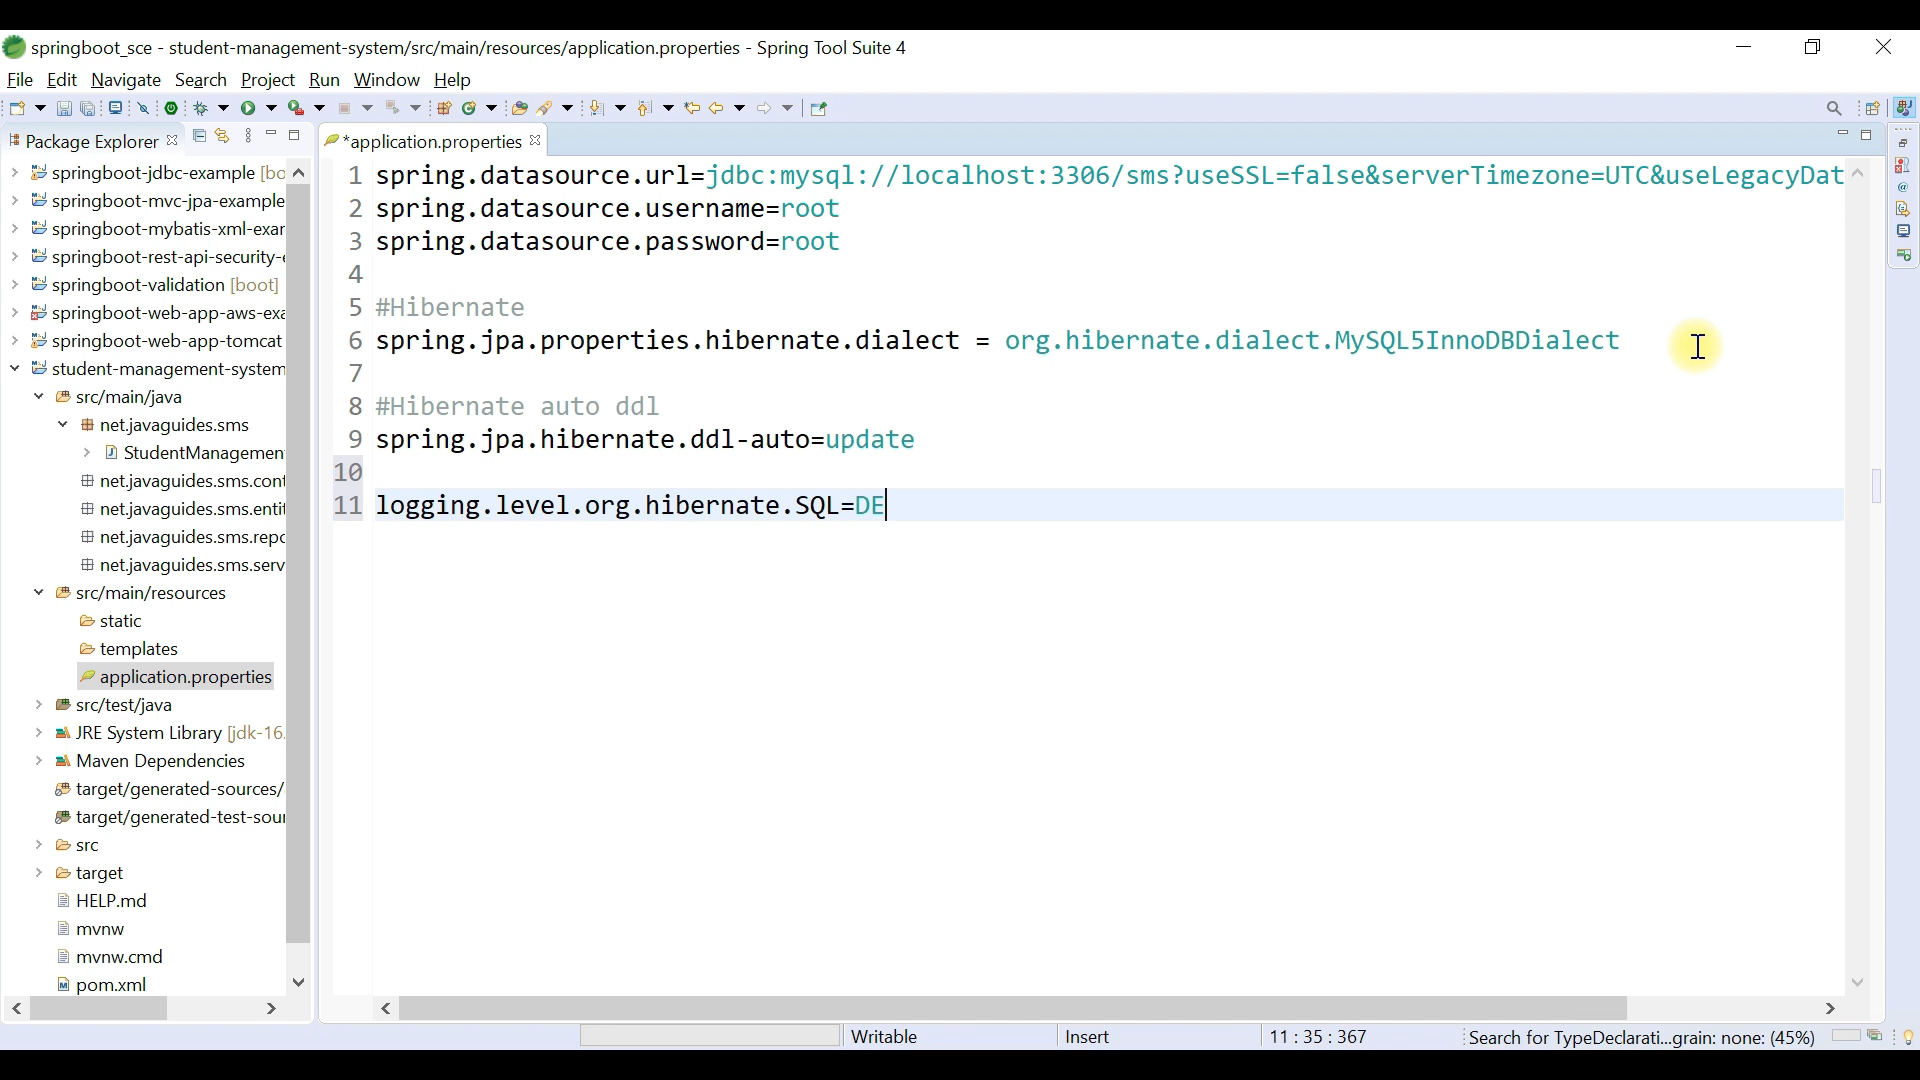 springboot_sce - student-management-system/src/main/resources/application.properties - Spring Tool Suite 4
File Edit Navigate Search Project Run Window Help
Package Explorer
*application.properties
springboot-jdbc-example [bo
springboot-mvc-jpa-example
springboot-mybatis-xml-exar
springboot-rest-api-security-e
springboot-validation [boot]
springboot-web-app-aws-exa
springboot-web-app-tomcat
student-management-system
src/main/java
net.javaguides.sms
StudentManagemen
net.javaguides.sms.cont
net.javaguides.sms.enti
net.javaguides.sms.repo
net.javaguides.sms.serv
src/main/resources
static
templates
application.properties
src/test/java
JRE System Library [jdk-16.
Maven Dependencies
target/generated-sources/
target/generated-test-sour
src
target
HELP.md
mvnw
mvnw.cmd
pom.xml
1 spring.datasource.url=jdbc:mysql://localhost:3306/sms?useSSL=false&serverTimezone=UTC&useLegacyDat
2 spring.datasource.username=root
3 spring.datasource.password=root
4
5 #Hibernate
6 spring.jpa.properties.hibernate.dialect = org.hibernate.dialect.MySQL5InnoDBDialect
7
8 #Hibernate auto ddl
9 spring.jpa.hibernate.ddl-auto=update
10
11 logging.level.org.hibernate.SQL=DE
Writable Insert 11 : 35 : 367 Search for TypeDeclarati...grain: none: (45%)